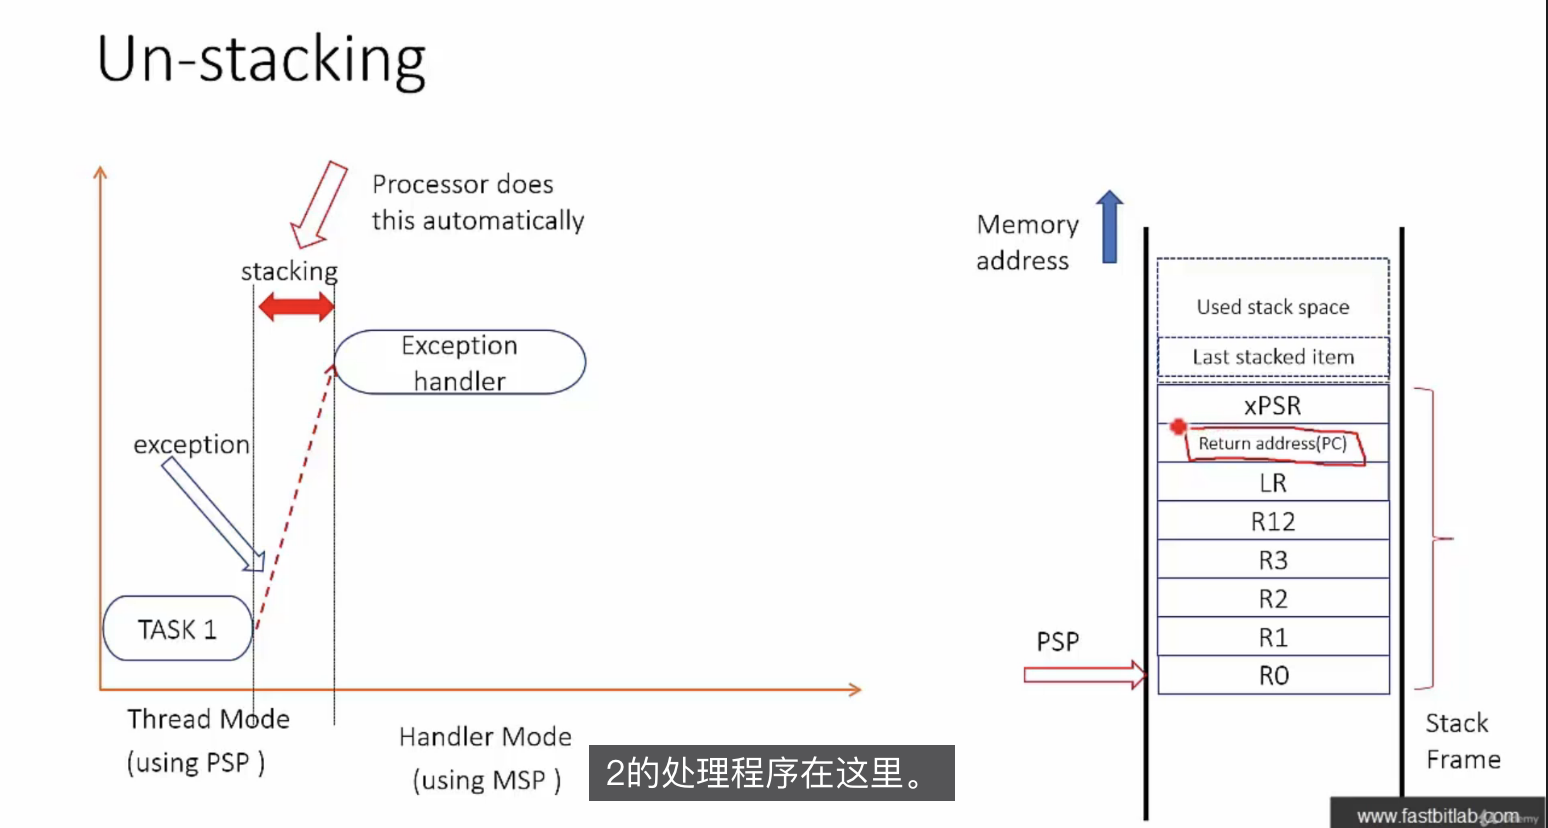 Un-stacking
Processor does
this automatically
stacking
Exception
handler
exception
TASK 1
Thread Mode
(using PSP )
Handler Mode
(using MSP )
Memory
address
Used stack space
Last stacked item
xPSR
Return address(PC)
LR
R12
R3
R2
R1
R0
PSP
Stack
Frame
2的处理程序在这里。
www.fastbitlab.com
Udemy